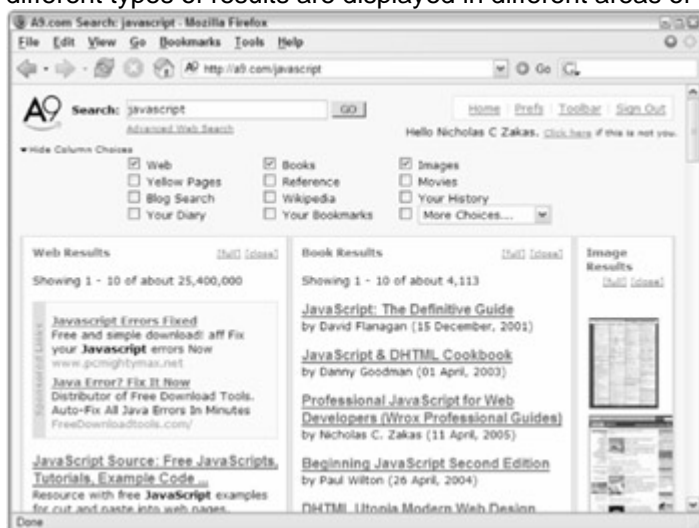 different types of results are displayed in different areas of
A9.com Search: javascript - Mozilla Firefox
File Edit View Go Bookmarks Tools Help
A9 http://a9.com/javascript Go G
A9 Search: javascript GO Home Prefs Toolbar Sign Out
Advanced Web Search
Hello Nicholas C Zakas. Click here if this is not you.
Hide Column Choices
Web Books Images
Yellow Pages Reference Movies
Blog Search Wikipedia Your History
Your Diary Your Bookmarks More Choices...
Web Results [full] [close]
Showing 1 - 10 of about 25,400,000
Sponsored Links
Javascript Errors Fixed
Free and simple download! aff Fix
your Javascript errors Now
www.pcmightymax.net
Java Error? Fix It Now
Distributor of Free Download Tools.
Auto-Fix All Java Errors In Minutes
FreeDownloadtools.com/
JavaScript Source: Free JavaScripts,
Tutorials, Example Code ...
Resource with free JavaScript examples
for cut and paste into web pages.
Book Results [full] [close]
Showing 1 - 10 of about 4,113
JavaScript: The Definitive Guide
by David Flanagan (15 December, 2001)
JavaScript & DHTML Cookbook
by Danny Goodman (01 April, 2003)
Professional JavaScript for Web
Developers (Wrox Professional Guides)
by Nicholas C. Zakas (11 April, 2005)
Beginning JavaScript Second Edition
by Paul Wilton (26 April, 2004)
DHTML Utopia Modern Web Design
Image
Results
[full] [close]
Done